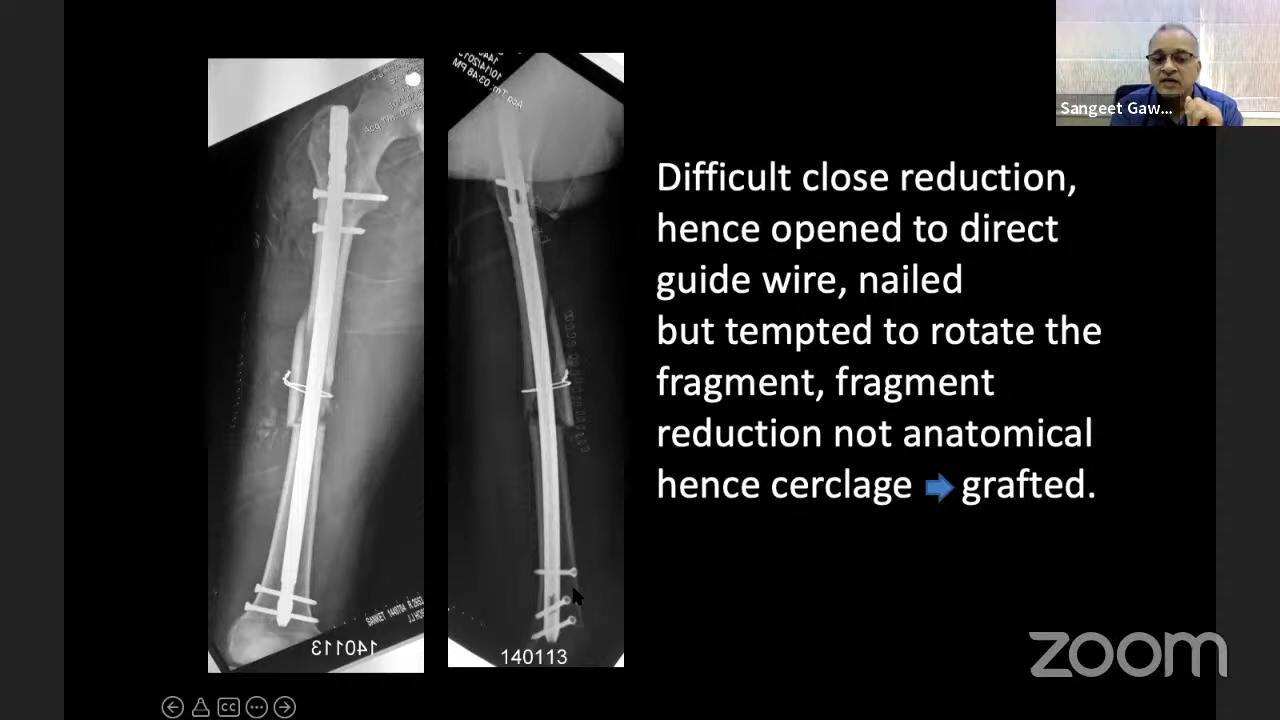 Sangeet Gaw...
Difficult close reduction,
hence opened to direct
guide wire, nailed
but tempted to rotate the
fragment, fragment
reduction not anatomical
hence cerclage grafted.
140113
140113
zoom
CC